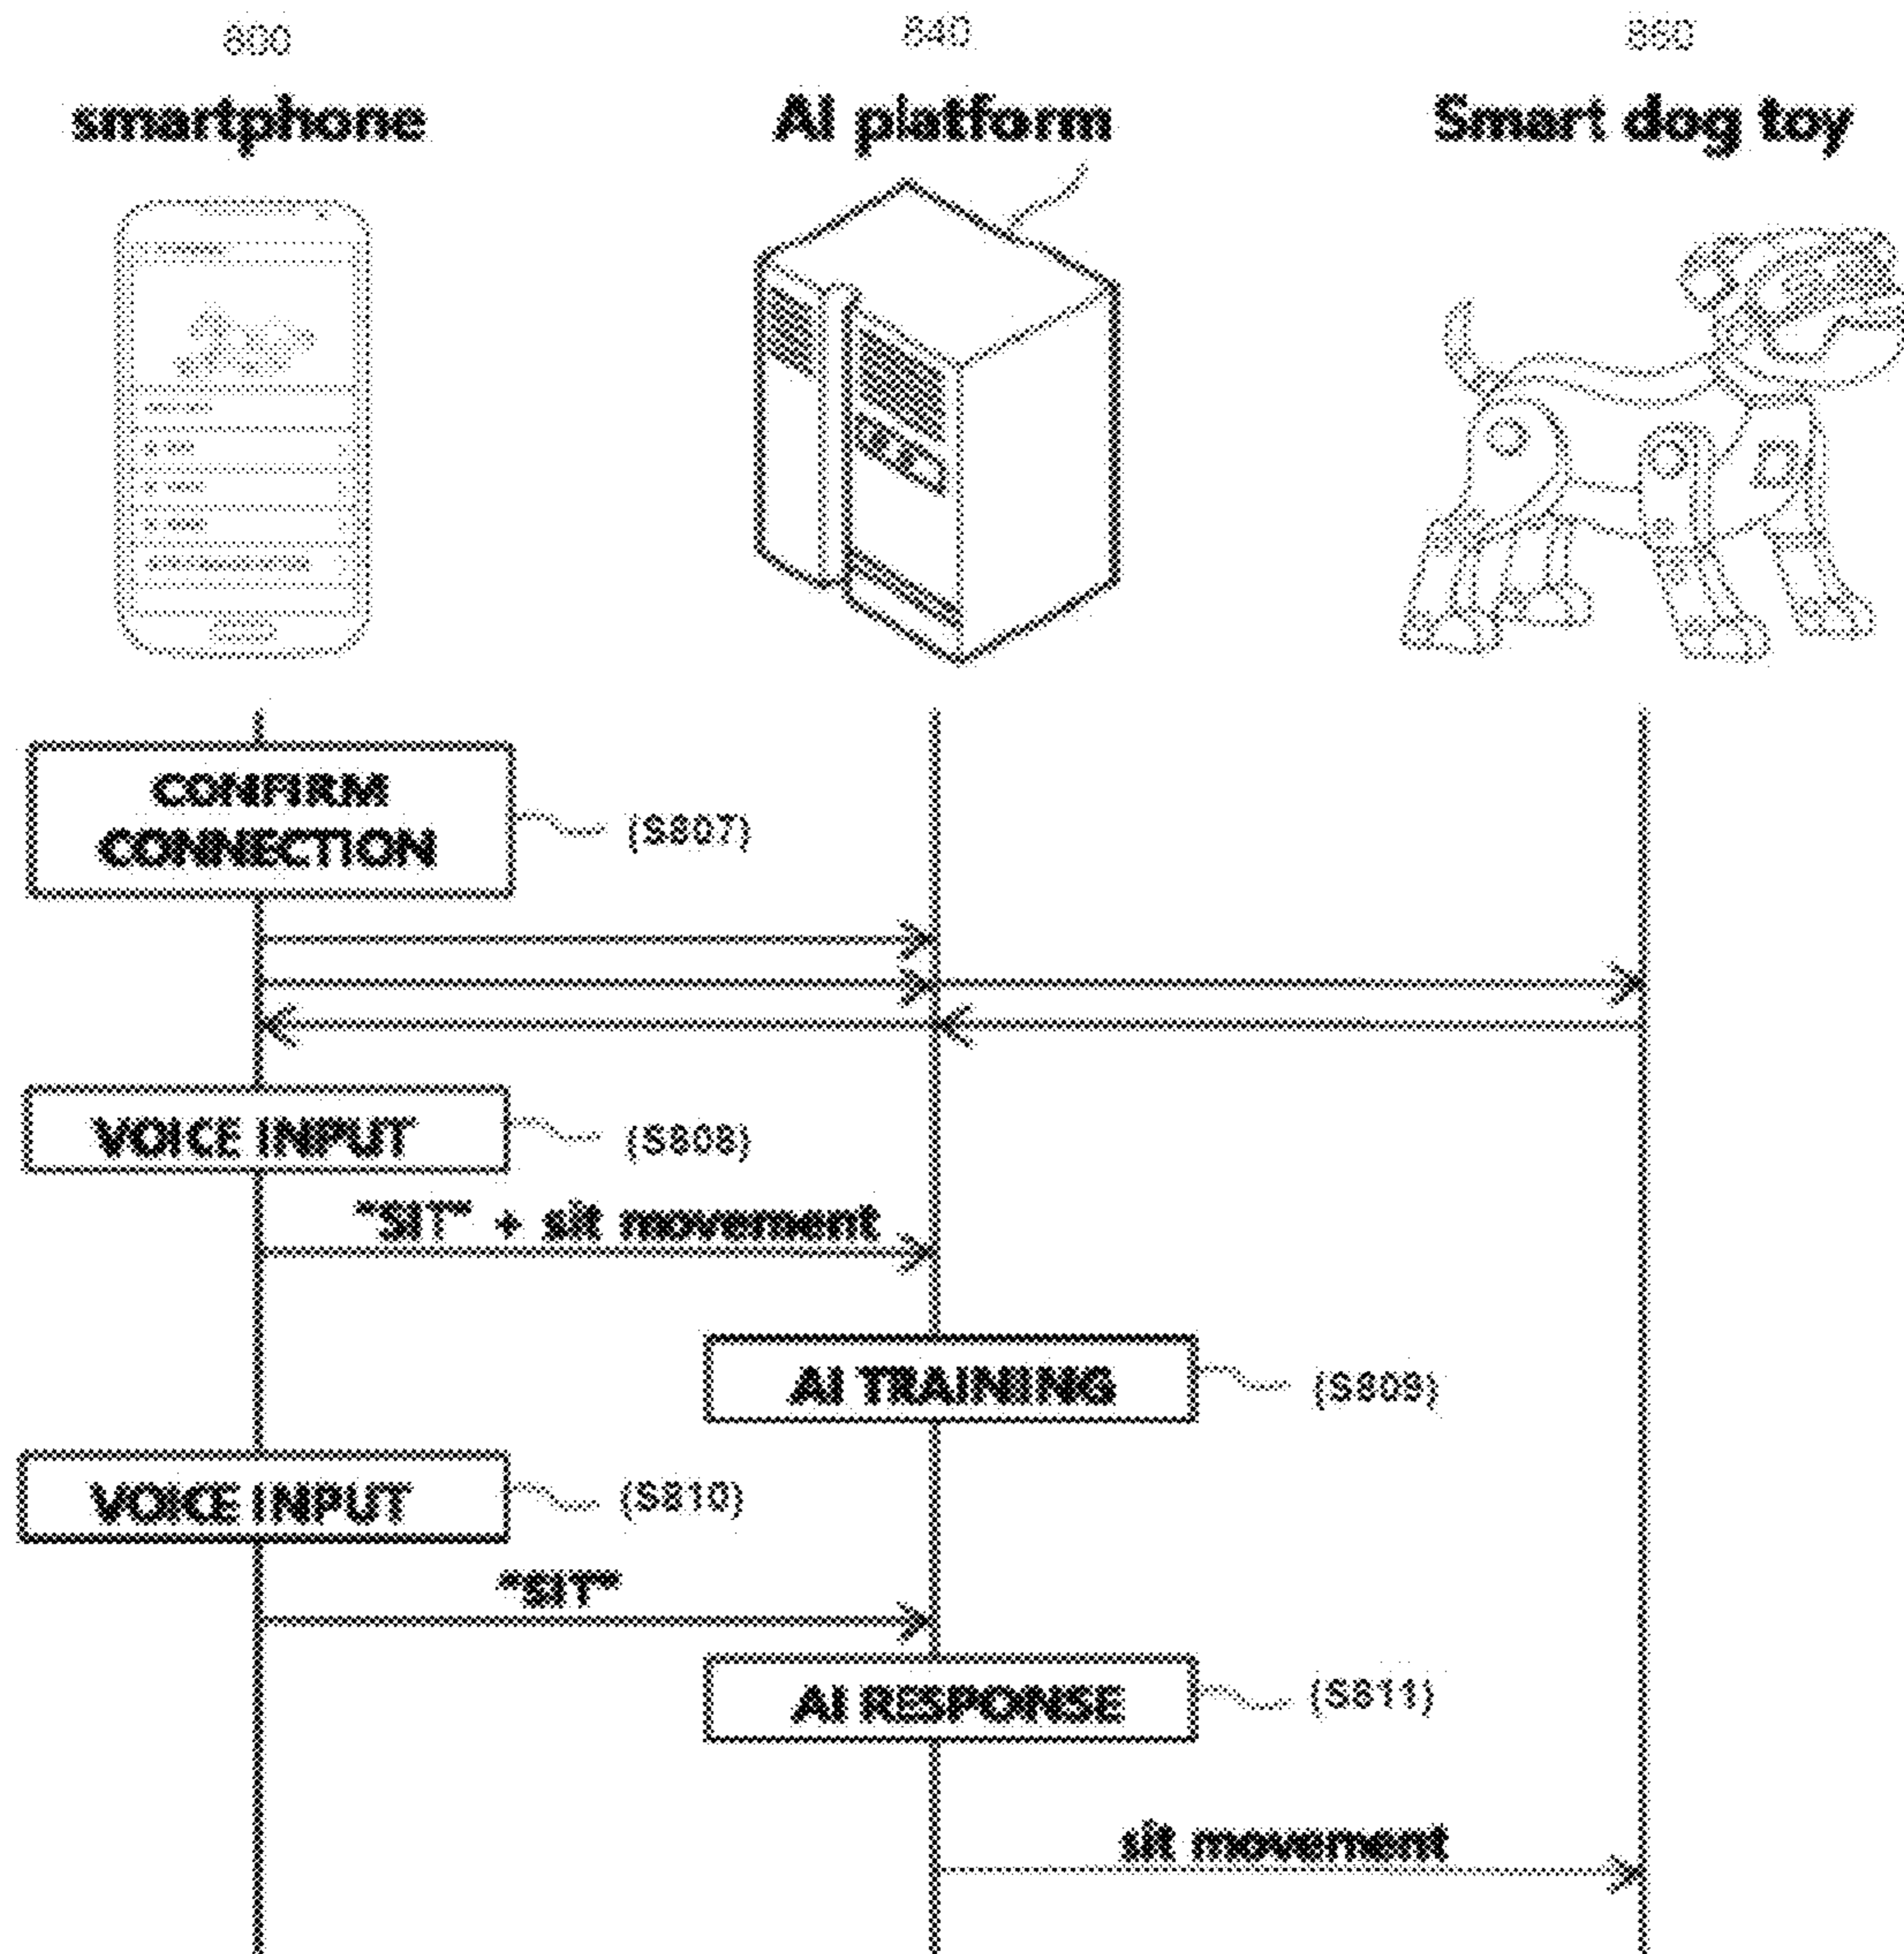 800
840
smartphone
AI platform
Smart dog toy
CONFIRM
CONNECTION
(S807)
VOICE INPUT
(S808)
"SIT" + sit movement
AI TRAINING
(S809)
VOICE INPUT
(S810)
"SIT"
AI RESPONSE
(S811)
sit movement